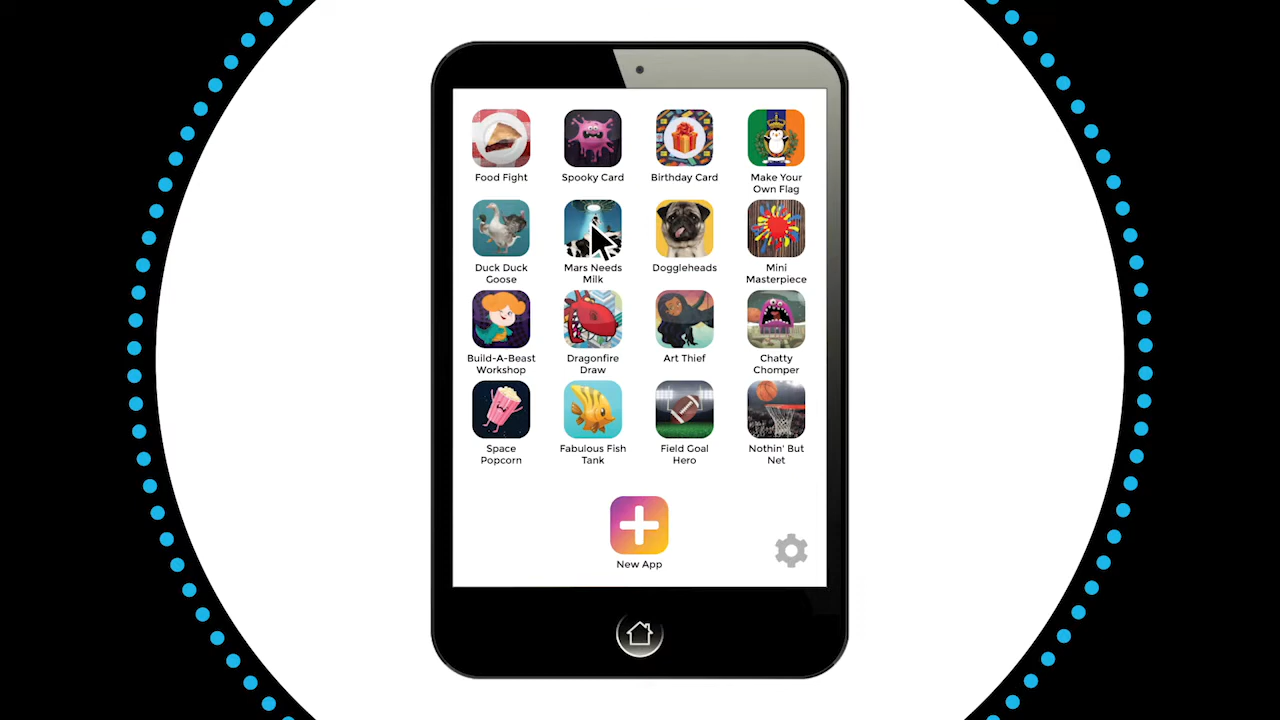 Food Fight
Spooky Card
Birthday Card
Make Your
Own Flag
Duck Duck
Goose
Mars Needs
Milk
Doggleheads
Mini
Masterpiece
Build-A-Beast
Workshop
Dragonfire
Draw
Art Thief
Chatty
Chomper
Space
Popcorn
Fabulous Fish
Tank
Field Goal
Hero
Nothin' But
Net
New App